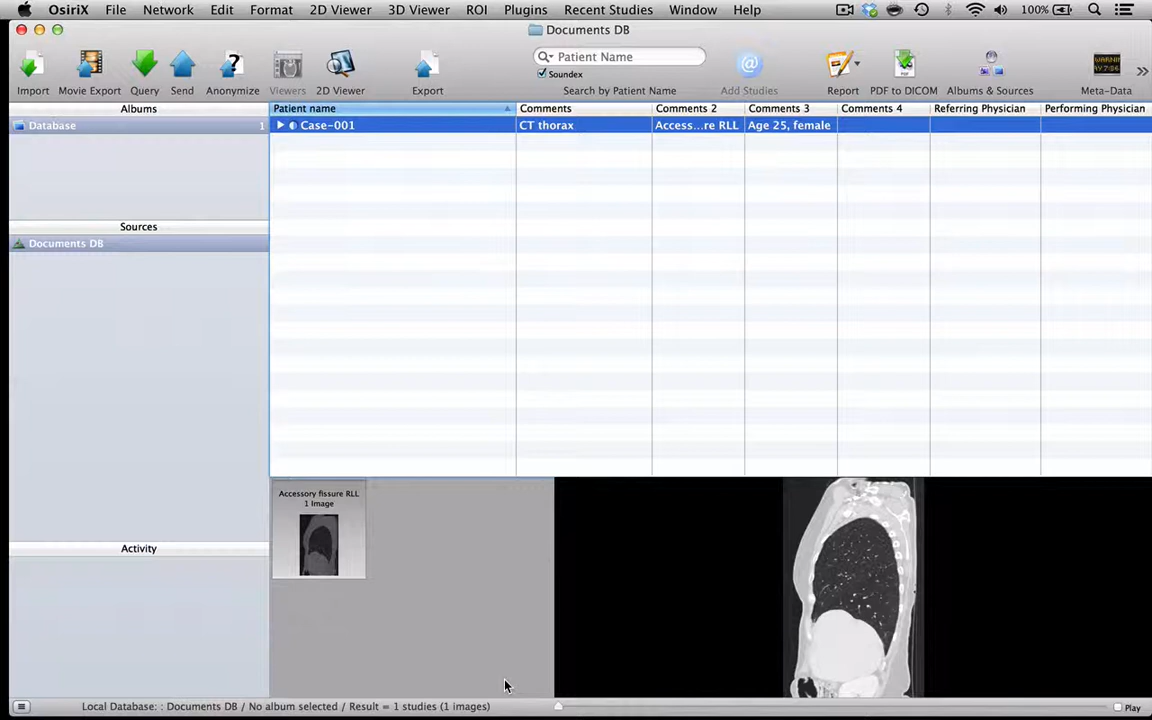 OsiriX File Network Edit Format 2D Viewer 3D Viewer ROI Plugins Recent Studies Window Help 100%
Documents DB
Patient Name
Soundex
Import Movie Export Query Send Anonymize Viewers 2D Viewer Export Search by Patient Name Add Studies Report PDF to DICOM Albums & Sources Meta-Data
Albums Patient name Comments Comments 2 Comments 3 Comments 4 Referring Physician Performing Physician
Database 1 Case-001 CT thorax Access...re RLL Age 25, female
Sources
Documents DB
Accessory fissure RLL
1 Image
Activity
Local Database: : Documents DB / No album selected / Result = 1 studies (1 images) Play